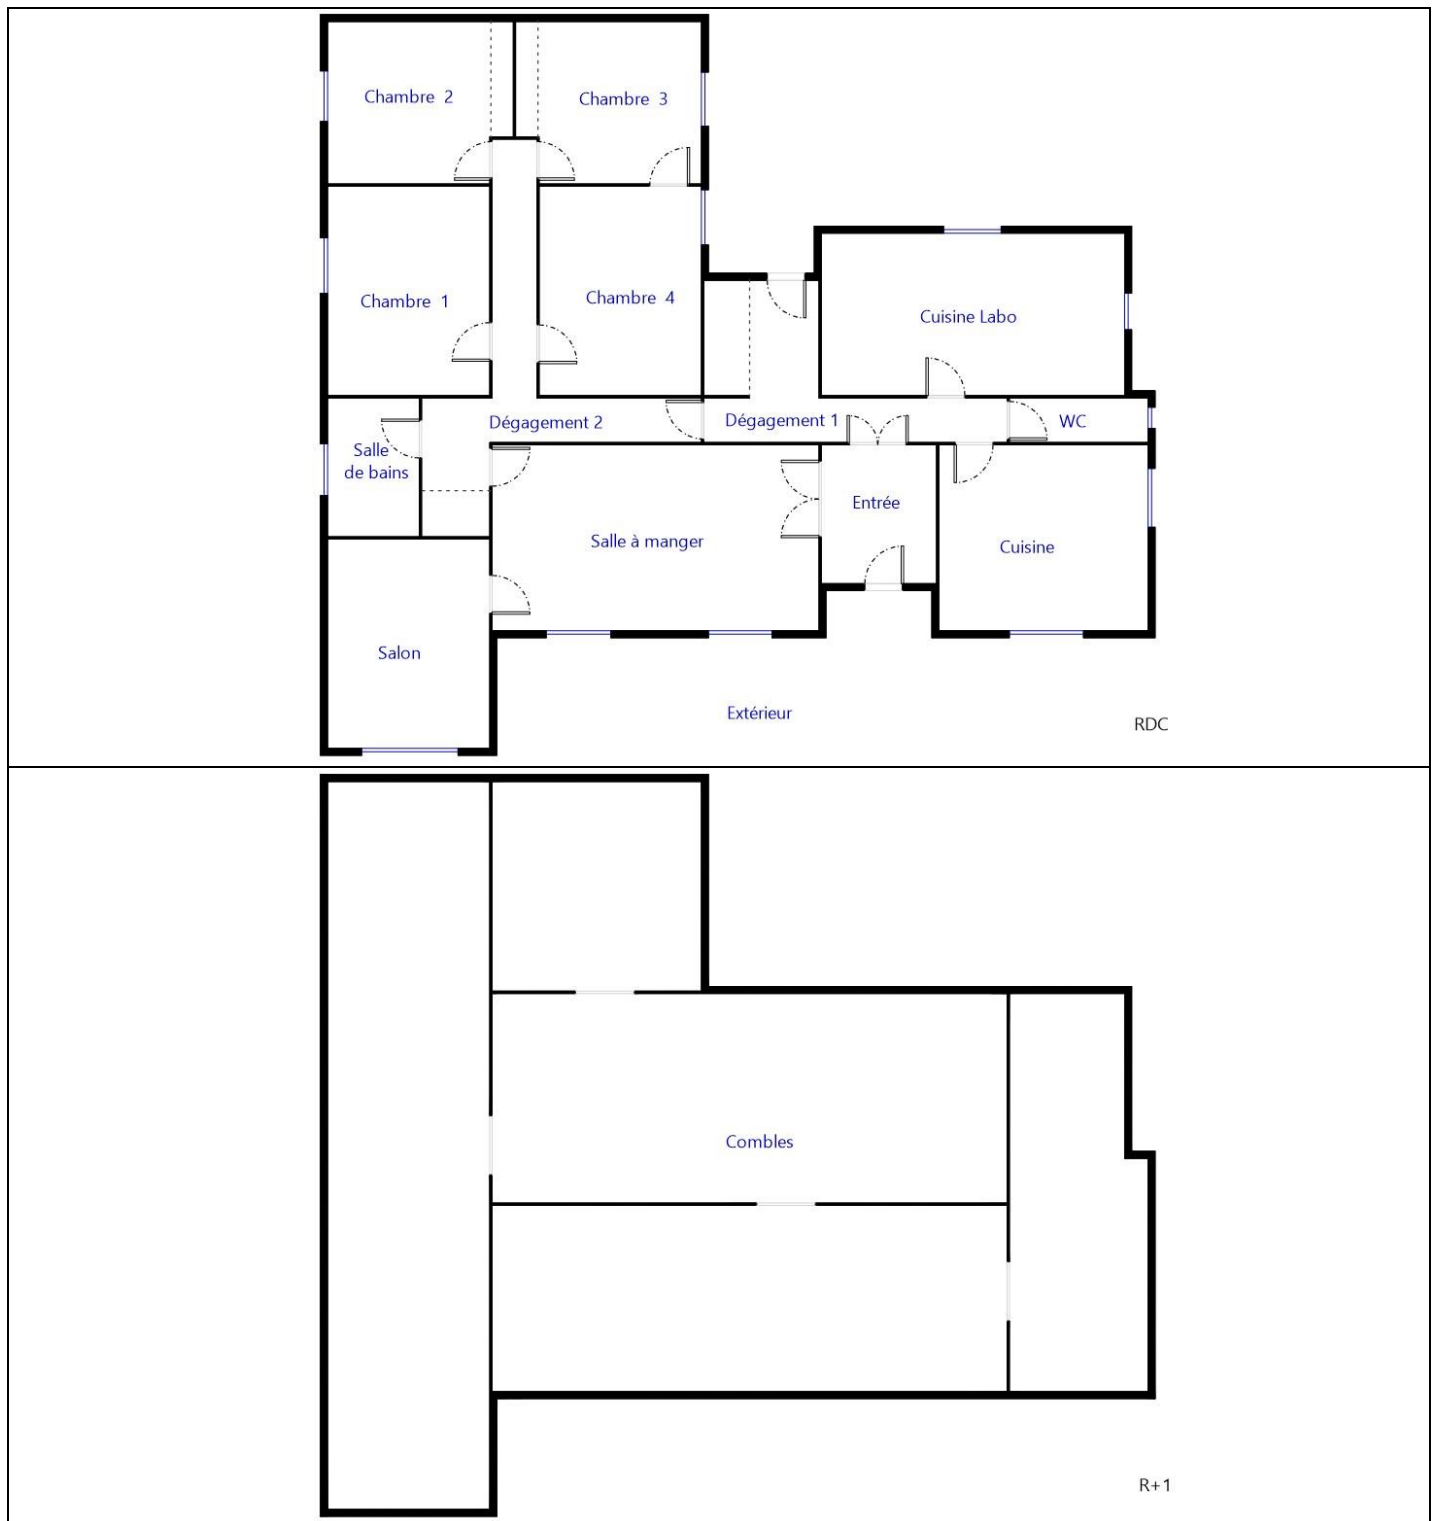 Chambre 2
Chambre 3
Chambre 1
Chambre 4
Cuisine Labo
Dégagement 2
Dégagement 1
WC
Salle
de bains
Entrée
Salle à manger
Cuisine
Salon
Extérieur
RDC
Combles
R+1